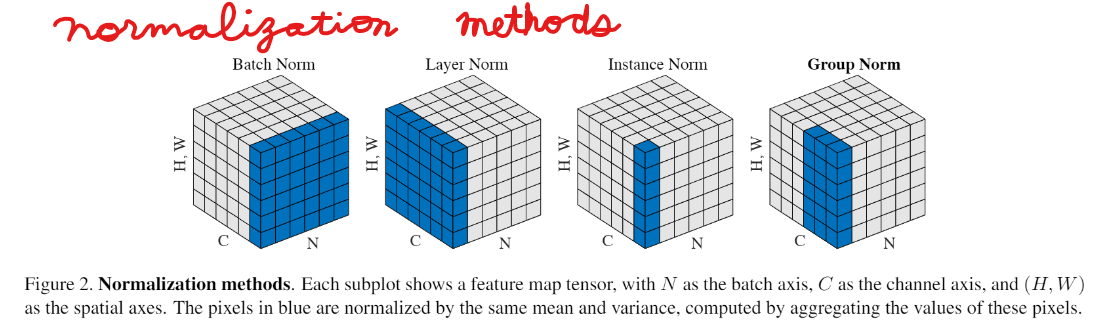 normalization methods
Batch Norm Layer Norm Instance Norm Group Norm
H, W H, W H, W H, W
C N C N C N C N
Figure 2. Normalization methods. Each subplot shows a feature map tensor, with N as the batch axis, C as the channel axis, and (H, W)
as the spatial axes. The pixels in blue are normalized by the same mean and variance, computed by aggregating the values of these pixels.